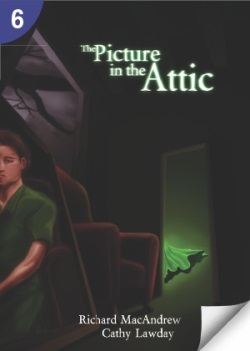 6
The Picture
in the
Attic
Richard MacAndrew
Cathy Lawday